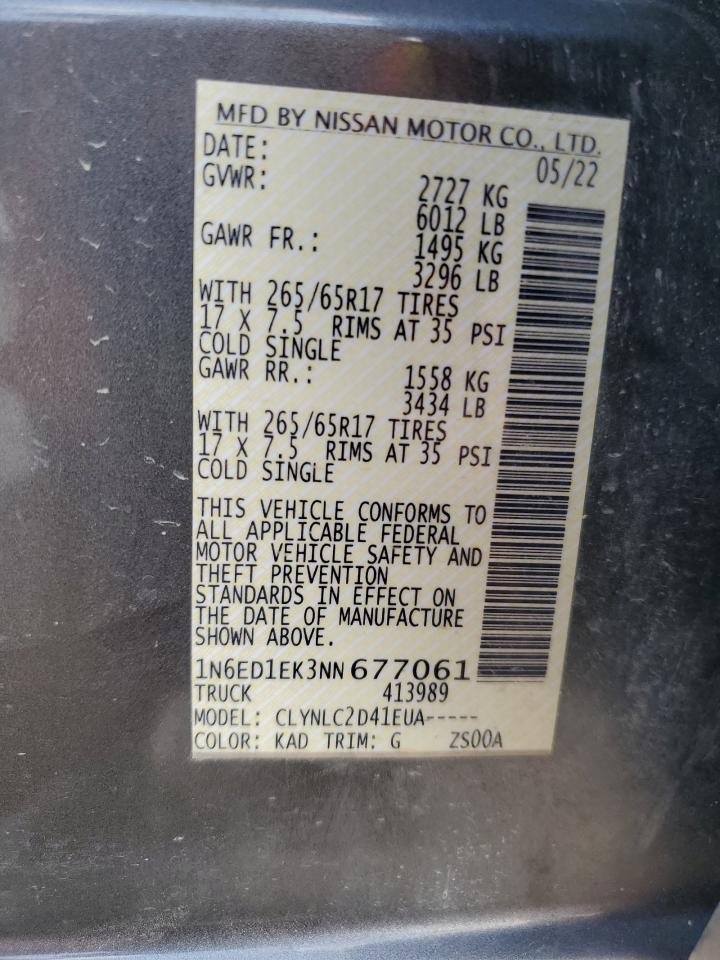 MFD BY NISSAN MOTOR CO., LTD.
DATE: 05/22
GVWR: 2727 KG
6012 LB
GAWR FR.: 1495 KG
3296 LB
WITH 265/65R17 TIRES
17 X 7.5 RIMS AT 35 PSI
COLD SINGLE
GAWR RR.: 1558 KG
3434 LB
WITH 265/65R17 TIRES
17 X 7.5 RIMS AT 35 PSI
COLD SINGLE
THIS VEHICLE CONFORMS TO
ALL APPLICABLE FEDERAL
MOTOR VEHICLE SAFETY AND
THEFT PREVENTION
STANDARDS IN EFFECT ON
THE DATE OF MANUFACTURE
SHOWN ABOVE.
1N6ED1EK3NN677061
TRUCK 413989
MODEL: CLYNLC2D41EUA-----
COLOR: KAD TRIM: G ZS00A